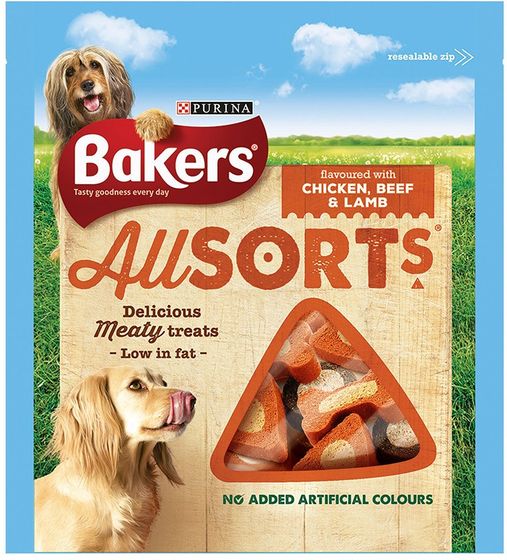 resealable zip
PURINA
Bakers®
Tasty goodness every day
flavoured with
CHICKEN, BEEF
& LAMB
AllSORTS®
Delicious
Meaty treats
- Low in fat -
NO ADDED ARTIFICIAL COLOURS